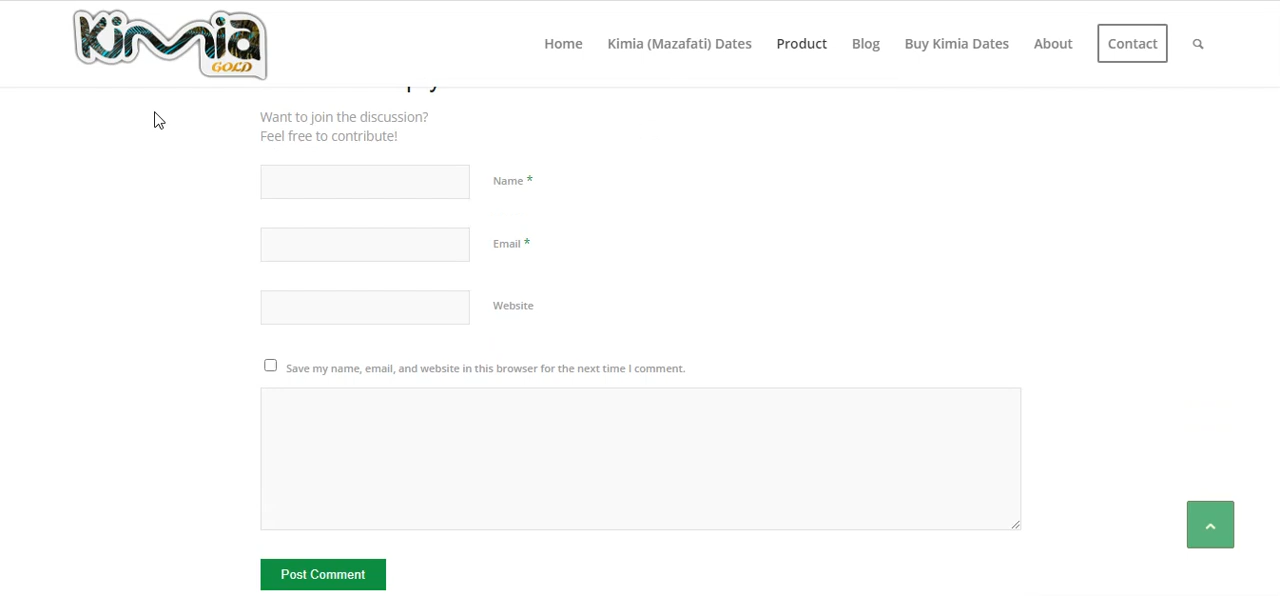 Kimia
GOLD
Home
Kimia (Mazafati) Dates
Product
Blog
Buy Kimia Dates
About
Contact
Want to join the discussion?
Feel free to contribute!
Name *
Email *
Website
Save my name, email, and website in this browser for the next time I comment.
Post Comment